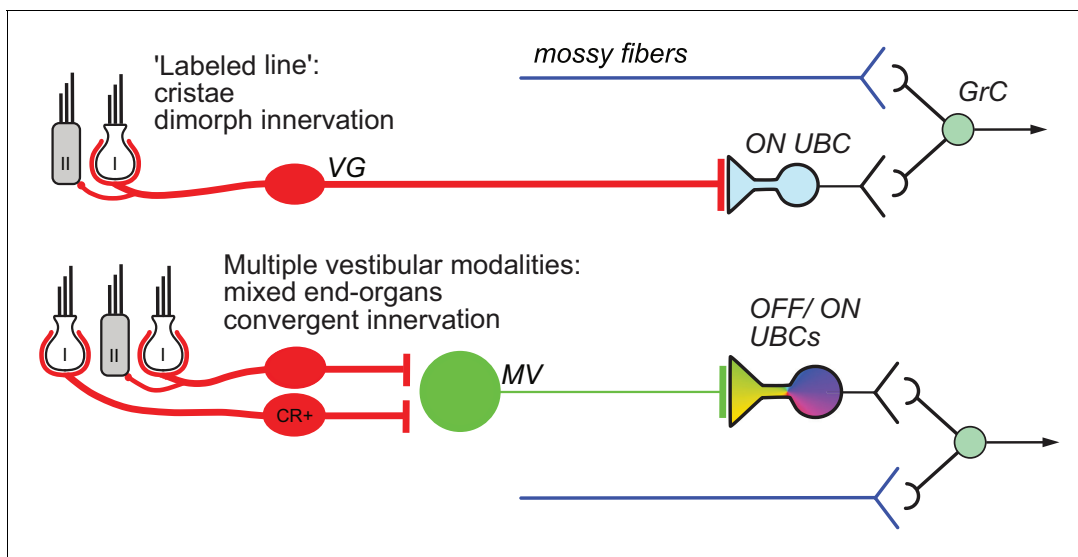 'Labeled line':
cristae
dimorph innervation
mossy fibers
GrC
II
I
VG
ON UBC
Multiple vestibular modalities:
mixed end-organs
convergent innervation
OFF/ ON
UBCs
I
II
I
MV
CR+